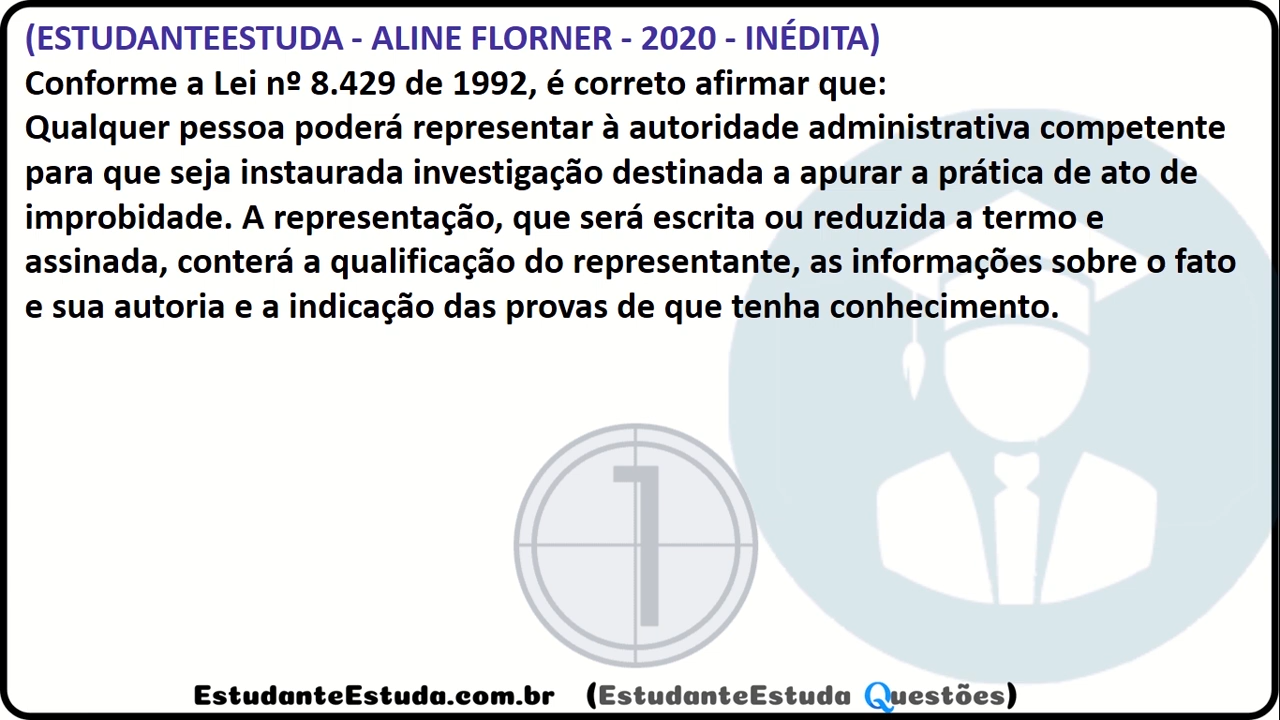 (ESTUDANTEESTUDA - ALINE FLORNER - 2020 - INÉDITA)
Conforme a Lei nº 8.429 de 1992, é correto afirmar que:
Qualquer pessoa poderá representar à autoridade administrativa competente
para que seja instaurada investigação destinada a apurar a prática de ato de
improbidade. A representação, que será escrita ou reduzida a termo e
assinada, conterá a qualificação do representante, as informações sobre o fato
e sua autoria e a indicação das provas de que tenha conhecimento.
1
EstudanteEstuda.com.br (EstudanteEstuda Questões)